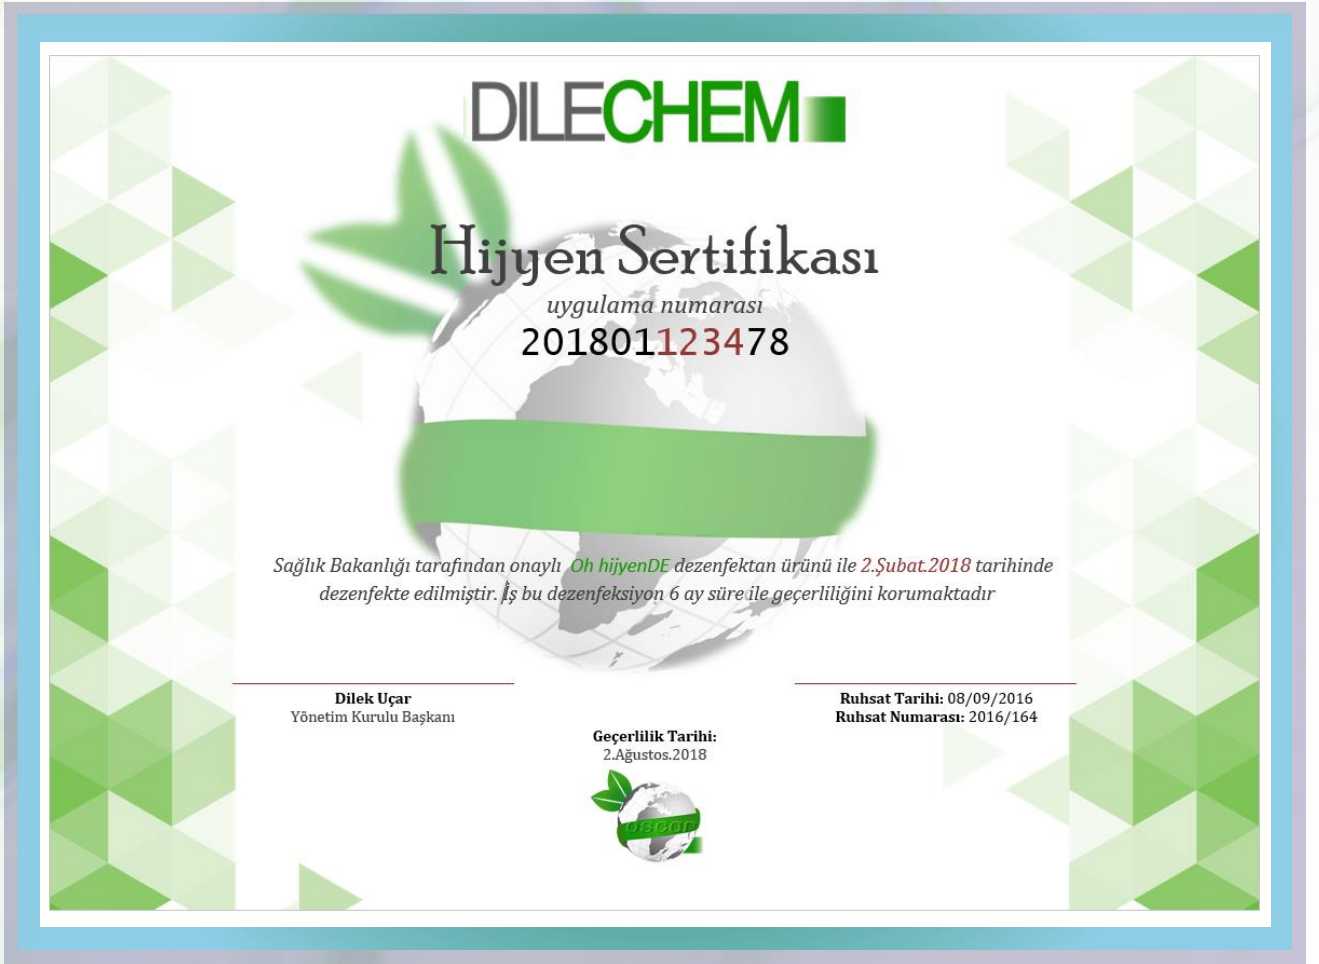 DILECHEM
Hijyen Sertifikası
uygulama numarası
201801123478
Sağlık Bakanlığı tarafından onaylı Oh hijyenDE dezenfektan ürünü ile 2.Şubat.2018 tarihinde
dezenfekte edilmiştir. İş bu dezenfeksiyon 6 ay süre ile geçerliliğini korumaktadır
Dilek Uçar
Yönetim Kurulu Başkanı
Ruhsat Tarihi: 08/09/2016
Ruhsat Numarası: 2016/164
Geçerlilik Tarihi:
2.Ağustos.2018
oscar